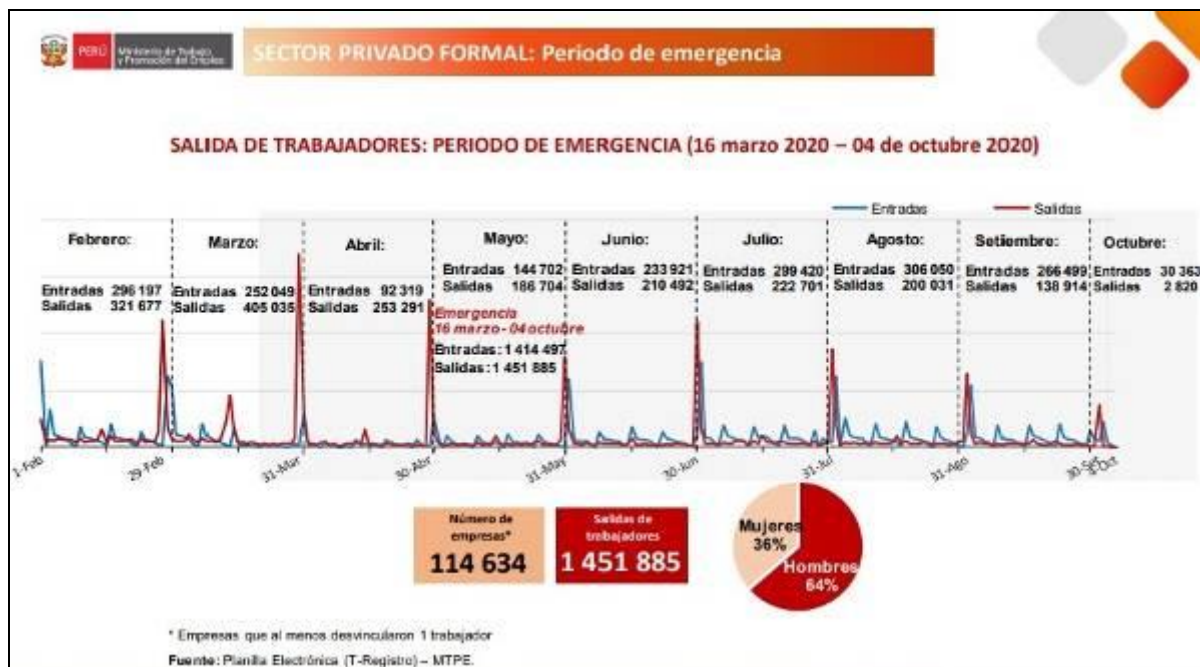 PERÚ
Ministerio de Trabajo
y Promoción del Empleo
SECTOR PRIVADO FORMAL: Periodo de emergencia
SALIDA DE TRABAJADORES: PERIODO DE EMERGENCIA (16 marzo 2020 – 04 de octubre 2020)
Entradas
Salidas
Febrero:
Entradas 296 197
Salidas 321 677
Marzo:
Entradas 252 049
Salidas 405 035
Abril:
Entradas 92 319
Salidas 253 291
Mayo:
Entradas 144 702
Salidas 186 704
Junio:
Entradas 233 921
Salidas 210 492
Julio:
Entradas 299 420
Salidas 222 701
Agosto:
Entradas 306 050
Salidas 200 031
Setiembre:
Entradas 266 499
Salidas 138 914
Octubre:
Entradas 30 363
Salidas 2 820
Emergencia
16 marzo - 04 octubre
Entradas: 1 414 497
Salidas: 1 451 885
1-Feb
29-Feb
31-Mar
30-Abr
31-May
30-Jun
31-Jul
31-Ago
30-Set
Número de
empresas*
114 634
Salidas de
trabajadores
1 451 885
Mujeres
36%
Hombres
64%
* Empresas que al menos desvincularon 1 trabajador
Fuente: Planilla Electrónica (T-Registro) – MTPE.